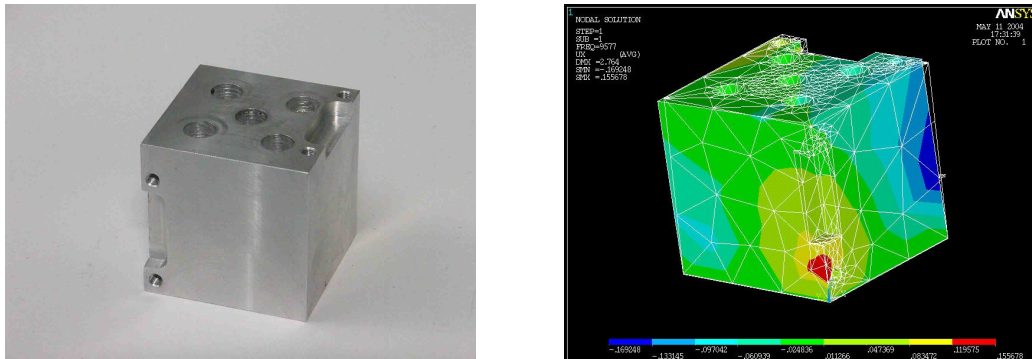 1
NODAL SOLUTION
STEP=1
SUB =1
FREQ=9577
UX (AVG)
DMX =2.764
SMN =-.169248
SMX =.155678
ANSYS
MAY 11 2004
17:31:39
PLOT NO. 1
-.169248 -.097042 -.024836 .047369 .119575
-.133145 -.060939 .011266 .083472 .155678